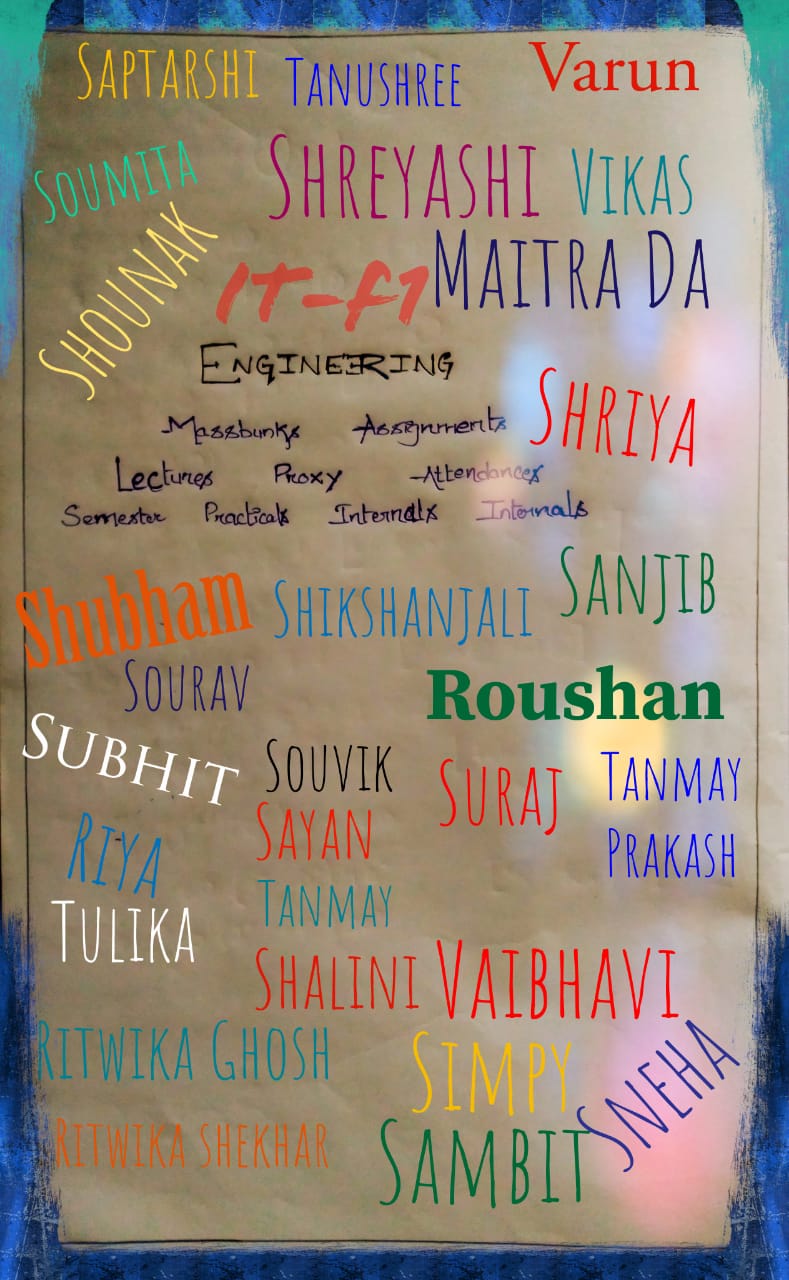 SAPTARSHI TANUSHREE Varun
SOUMITA SHREYASHI VIKAS
SHOUNAK
IT-f1 MAITRA DA
ENGINEERING
SHRIYA
Massbunks Assignments
Lectures Proxy Attendances
Semester Practicals Internals Internals
Shubham SHIKSHANJALI SANJIB
SOURAV Roushan
SUBHIT SOUVIK SURAJ TANMAY
PRAKASH
RIYA SAYAN
TULIKA TANMAY
SHALINI VAIBHAVI
RITWIKA GHOSH SIMPY SNEHA
RITWIKA SHEKHAR SAMBIT